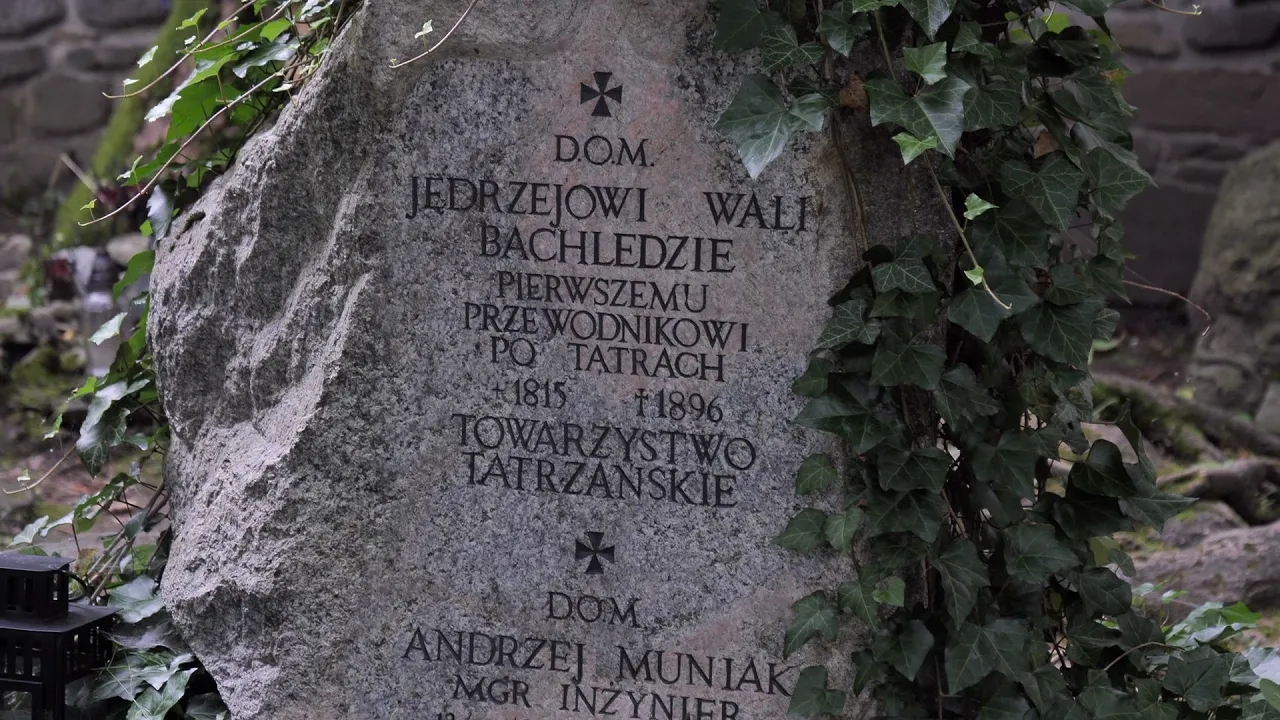 D.O.M.
JĘDRZEJOWI WALI
BACHLEDZIE
PIERWSZEMU
PRZEWODNIKOWI
PO TATRACH
+1815 †1896
TOWARZYSTWO
TATRZAŃSKIE
D.O.M.
ANDRZEJ MUNIAK
MGR INŻYNIER